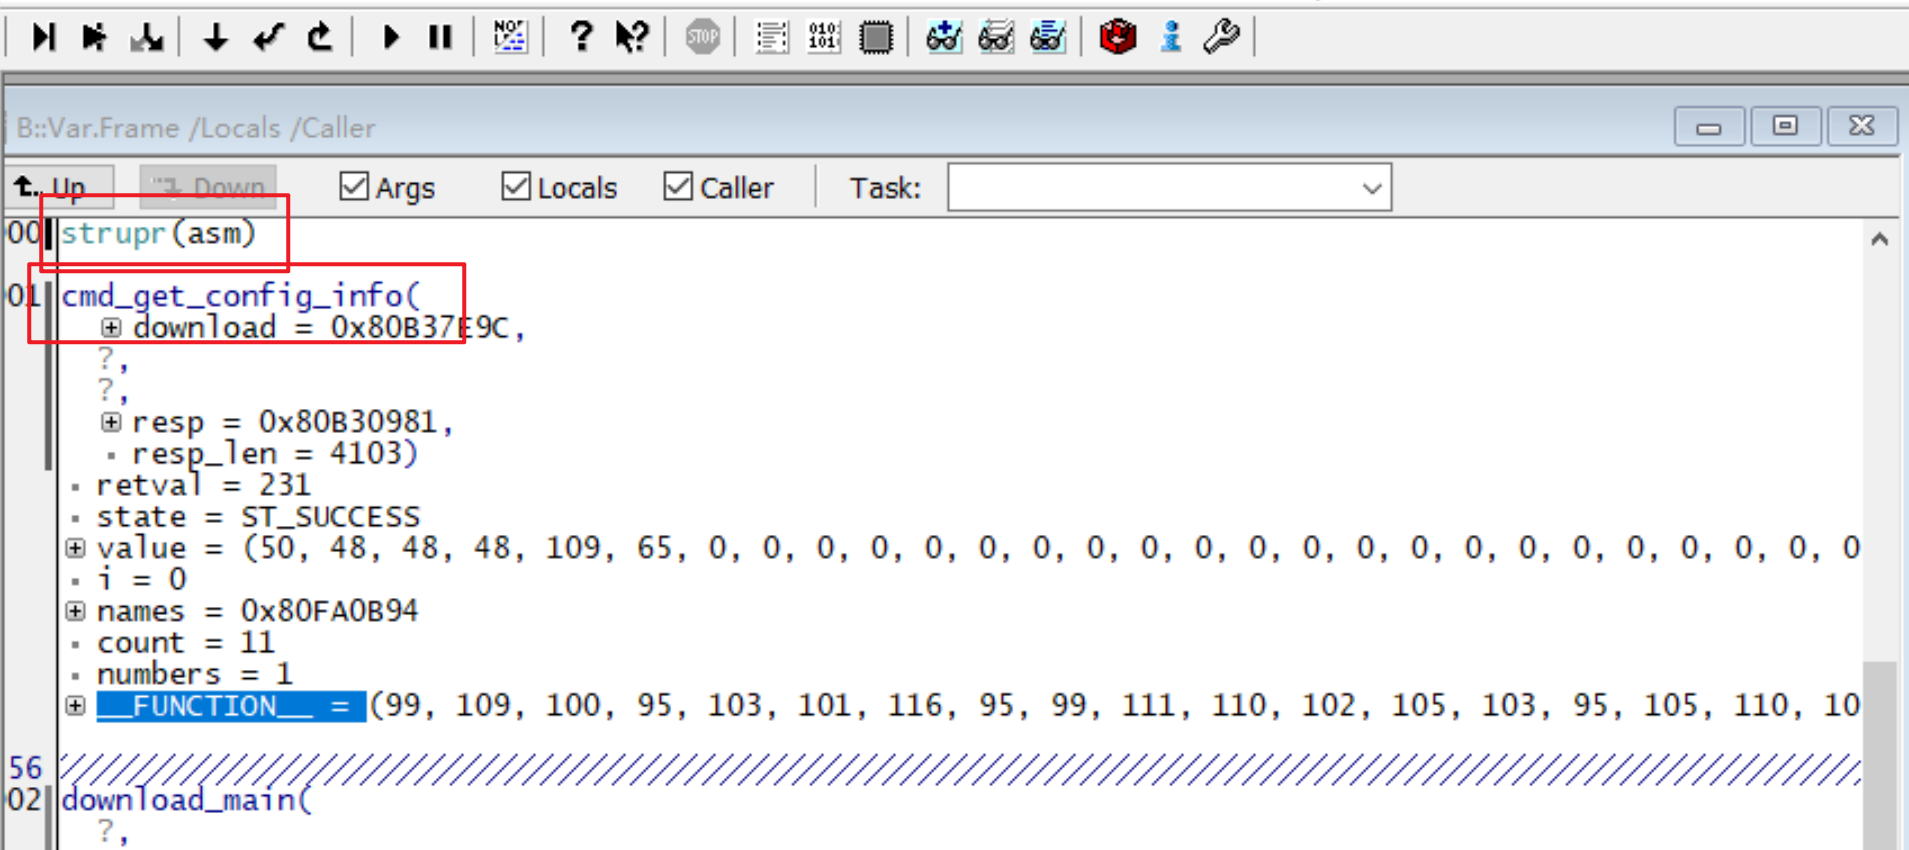 NOP
STOP
010
101
B::Var.Frame /Locals /Caller
Up Down Args Locals Caller Task:
00 strupr(asm)
01 cmd_get_config_info(
download = 0x80B37E9C,
?,
?,
resp = 0x80B30981,
resp_len = 4103)
retval = 231
state = ST_SUCCESS
value = (50, 48, 48, 48, 109, 65, 0, 0, 0, 0, 0, 0, 0, 0, 0, 0, 0, 0, 0, 0, 0, 0, 0, 0, 0, 0, 0, 0
i = 0
names = 0x80FA0B94
count = 11
numbers = 1
__FUNCTION__ = (99, 109, 100, 95, 103, 101, 116, 95, 99, 111, 110, 102, 105, 103, 95, 105, 110, 10
56
02 download_main(
?,